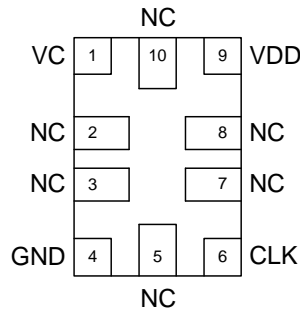 NC
VC 1 10 9 VDD
NC 2 8 NC
NC 3 7 NC
GND 4 5 6 CLK
NC